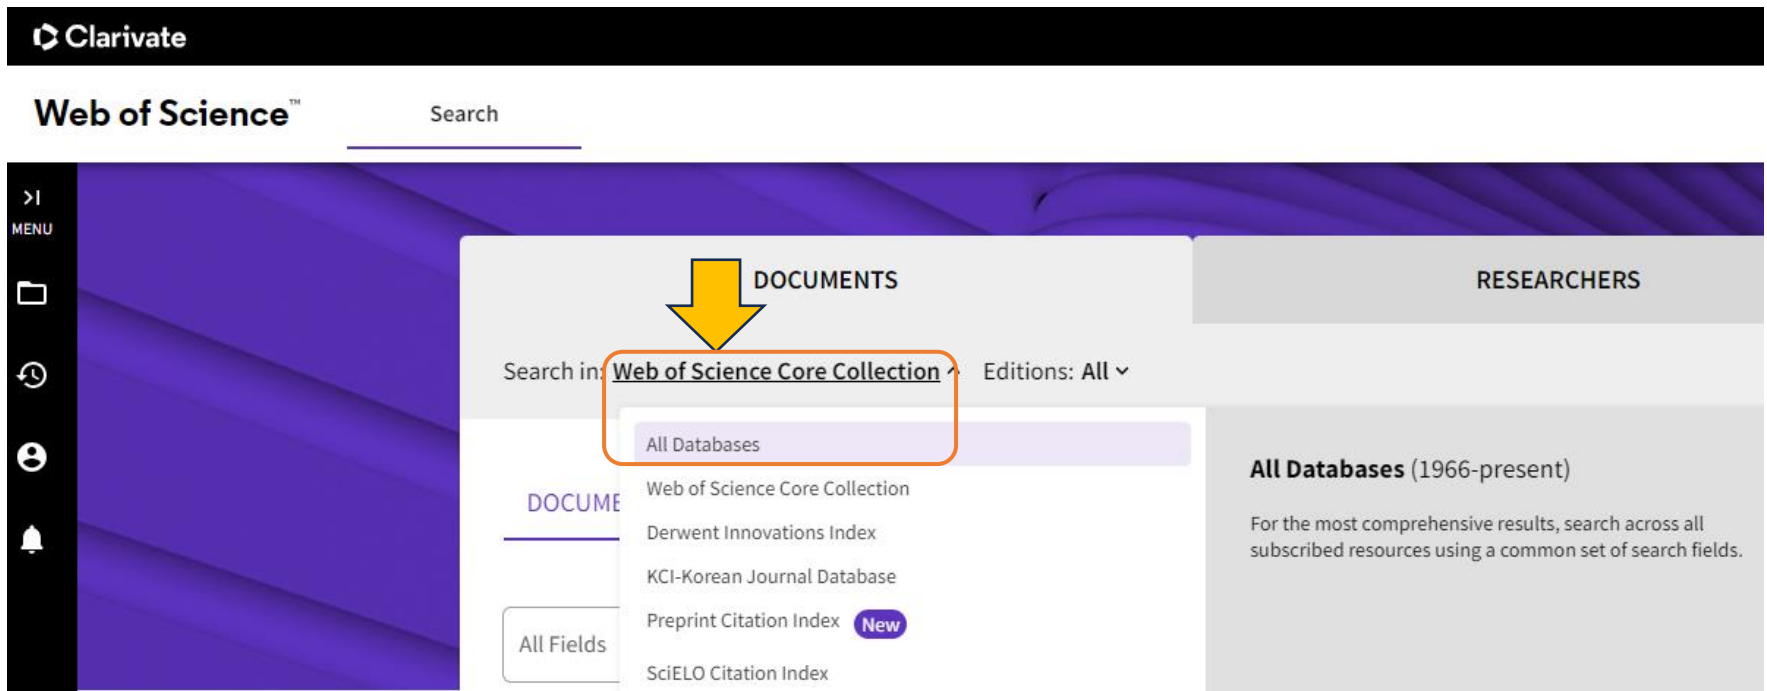 Clarivate
Web of Science™
Search
MENU
DOCUMENTS
RESEARCHERS
Search in: Web of Science Core Collection
Editions: All
All Databases
Web of Science Core Collection
Derwent Innovations Index
KCI-Korean Journal Database
Preprint Citation Index New
SciELO Citation Index
DOCUME
All Fields
All Databases (1966-present)
For the most comprehensive results, search across all
subscribed resources using a common set of search fields.